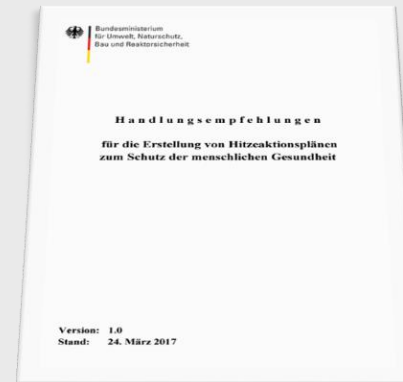 Bundesministerium
für Umwelt, Naturschutz,
Bau und Reaktorsicherheit
Handlungsempfehlungen
für die Erstellung von Hitzeaktionsplänen
zum Schutz der menschlichen Gesundheit
Version: 1.0
Stand: 24. März 2017